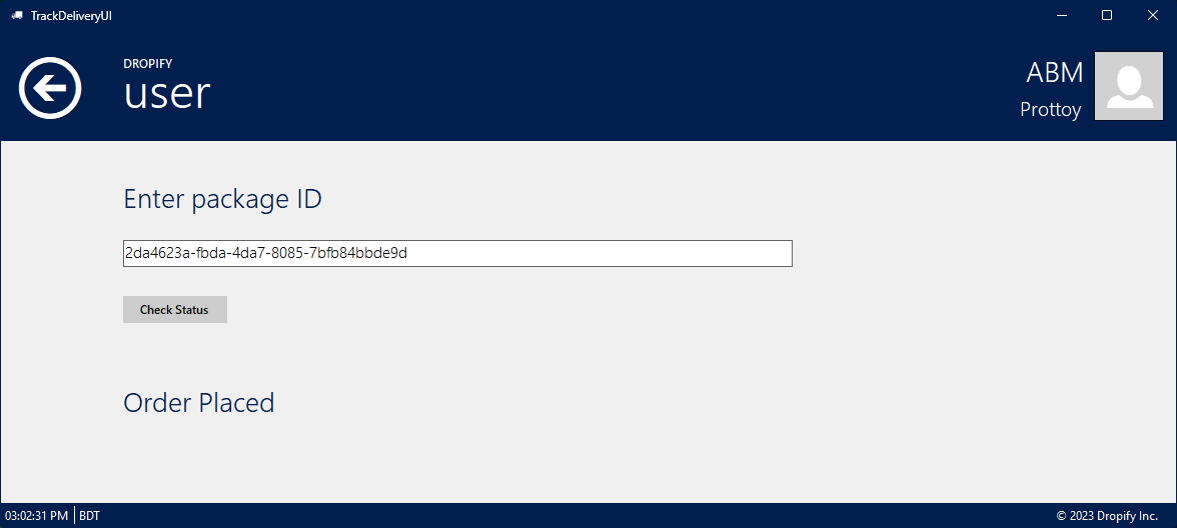 TrackDeliveryUI
DROPIFY
user
ABM
Prottoy
Enter package ID
2da4623a-fbda-4da7-8085-7bfb84bbde9d
Check Status
Order Placed
03:02:31 PM | BDT
© 2023 Dropify Inc.